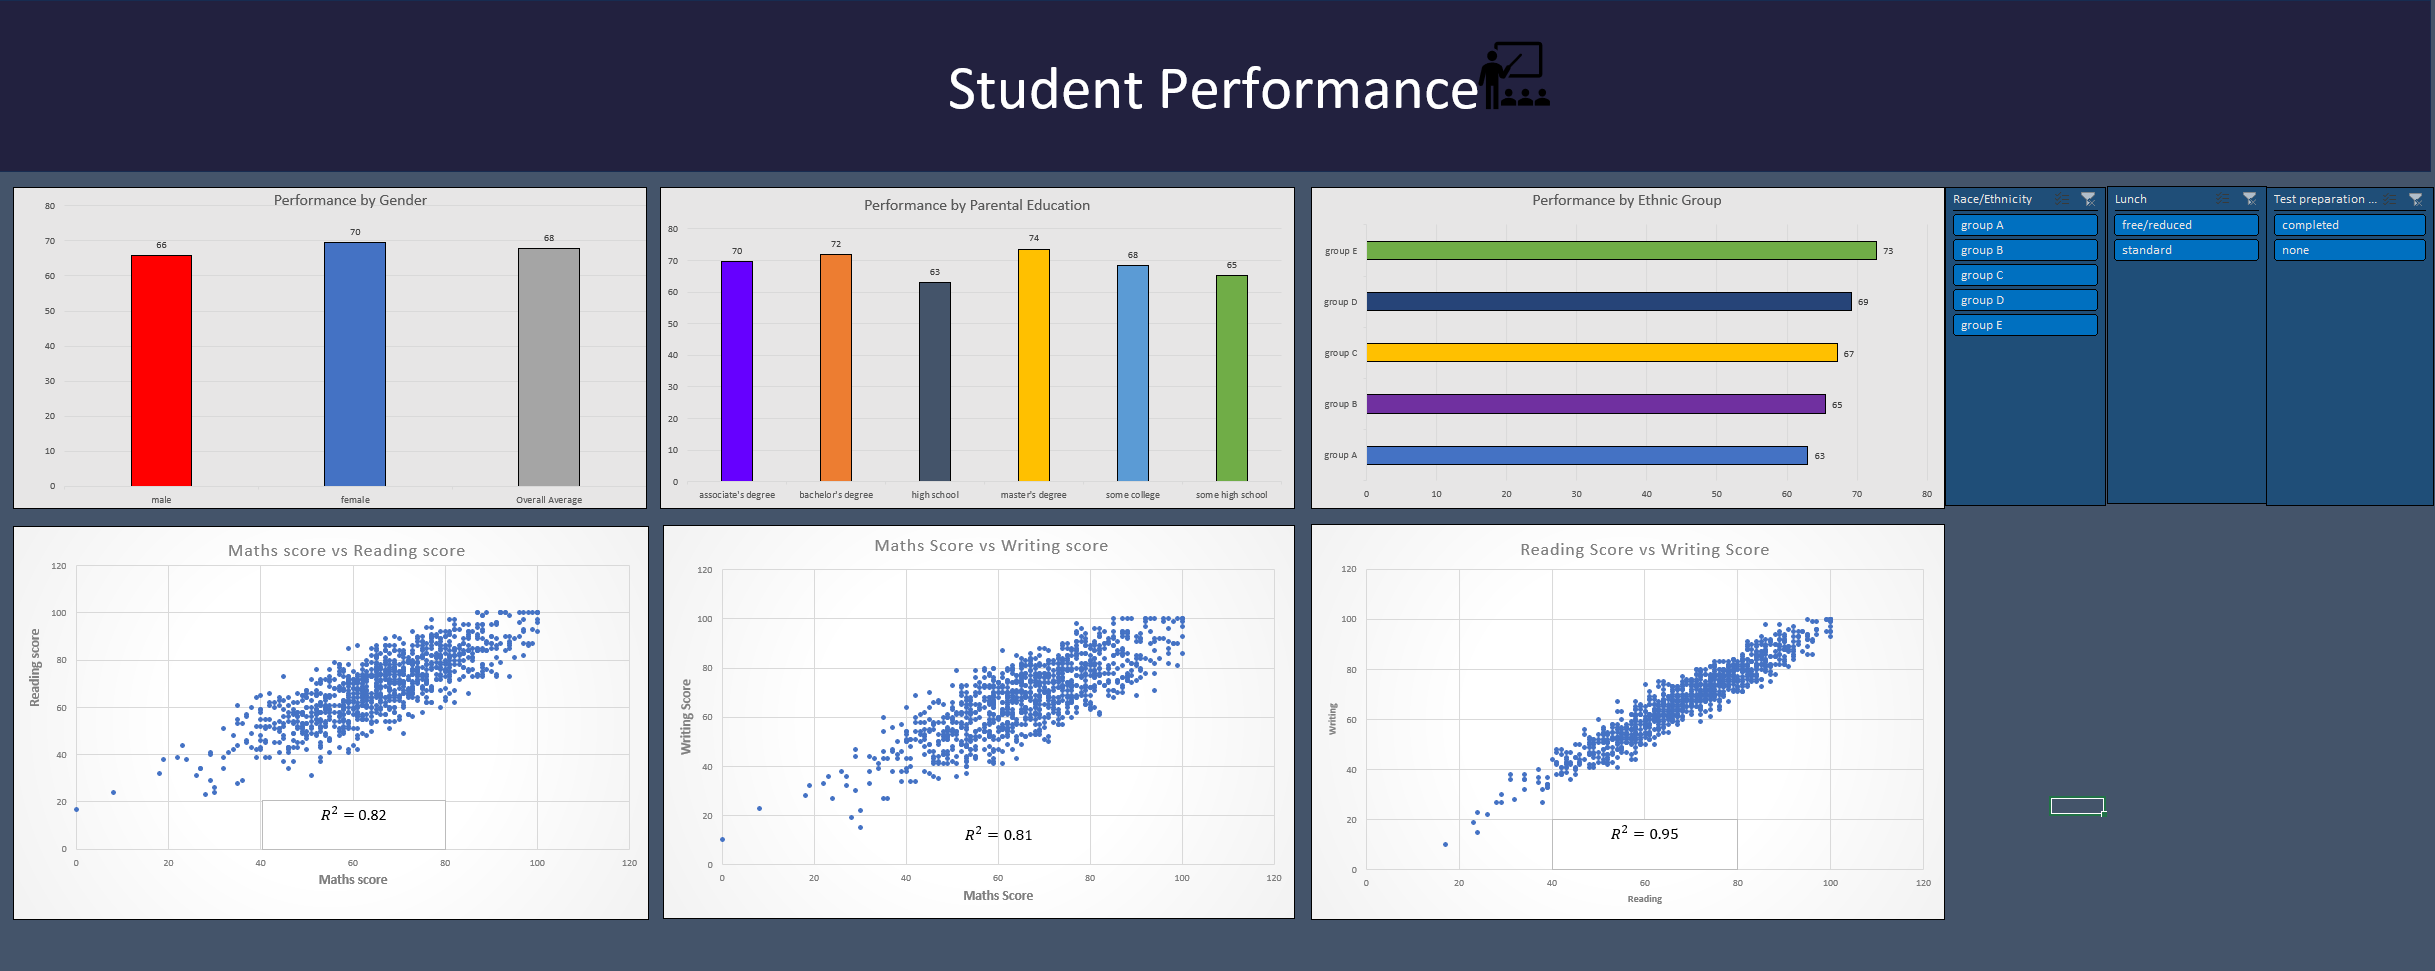 Student Performance
Performance by Gender
80
70
60
50
40
30
20
10
0
66
70
68
male
female
Overall Average
Performance by Parental Education
80
70
60
50
40
30
20
10
0
70
72
63
74
68
65
associate's degree
bachelor's degree
high school
master's degree
some college
some high school
Performance by Ethnic Group
group E
73
group D
69
group C
67
group B
65
group A
63
0
10
20
30
40
50
60
70
80
Race/Ethnicity
group A
group B
group C
group D
group E
Lunch
free/reduced
standard
Test preparation ...
completed
none
Maths score vs Reading score
Reading score
120
100
80
60
40
20
0
R² = 0.82
0
20
40
60
80
100
120
Maths score
Maths Score vs Writing score
Writing Score
120
100
80
60
40
20
0
R² = 0.81
0
20
40
60
80
100
120
Maths Score
Reading Score vs Writing Score
Writing
120
100
80
60
40
20
0
R² = 0.95
0
20
40
60
80
100
120
Reading